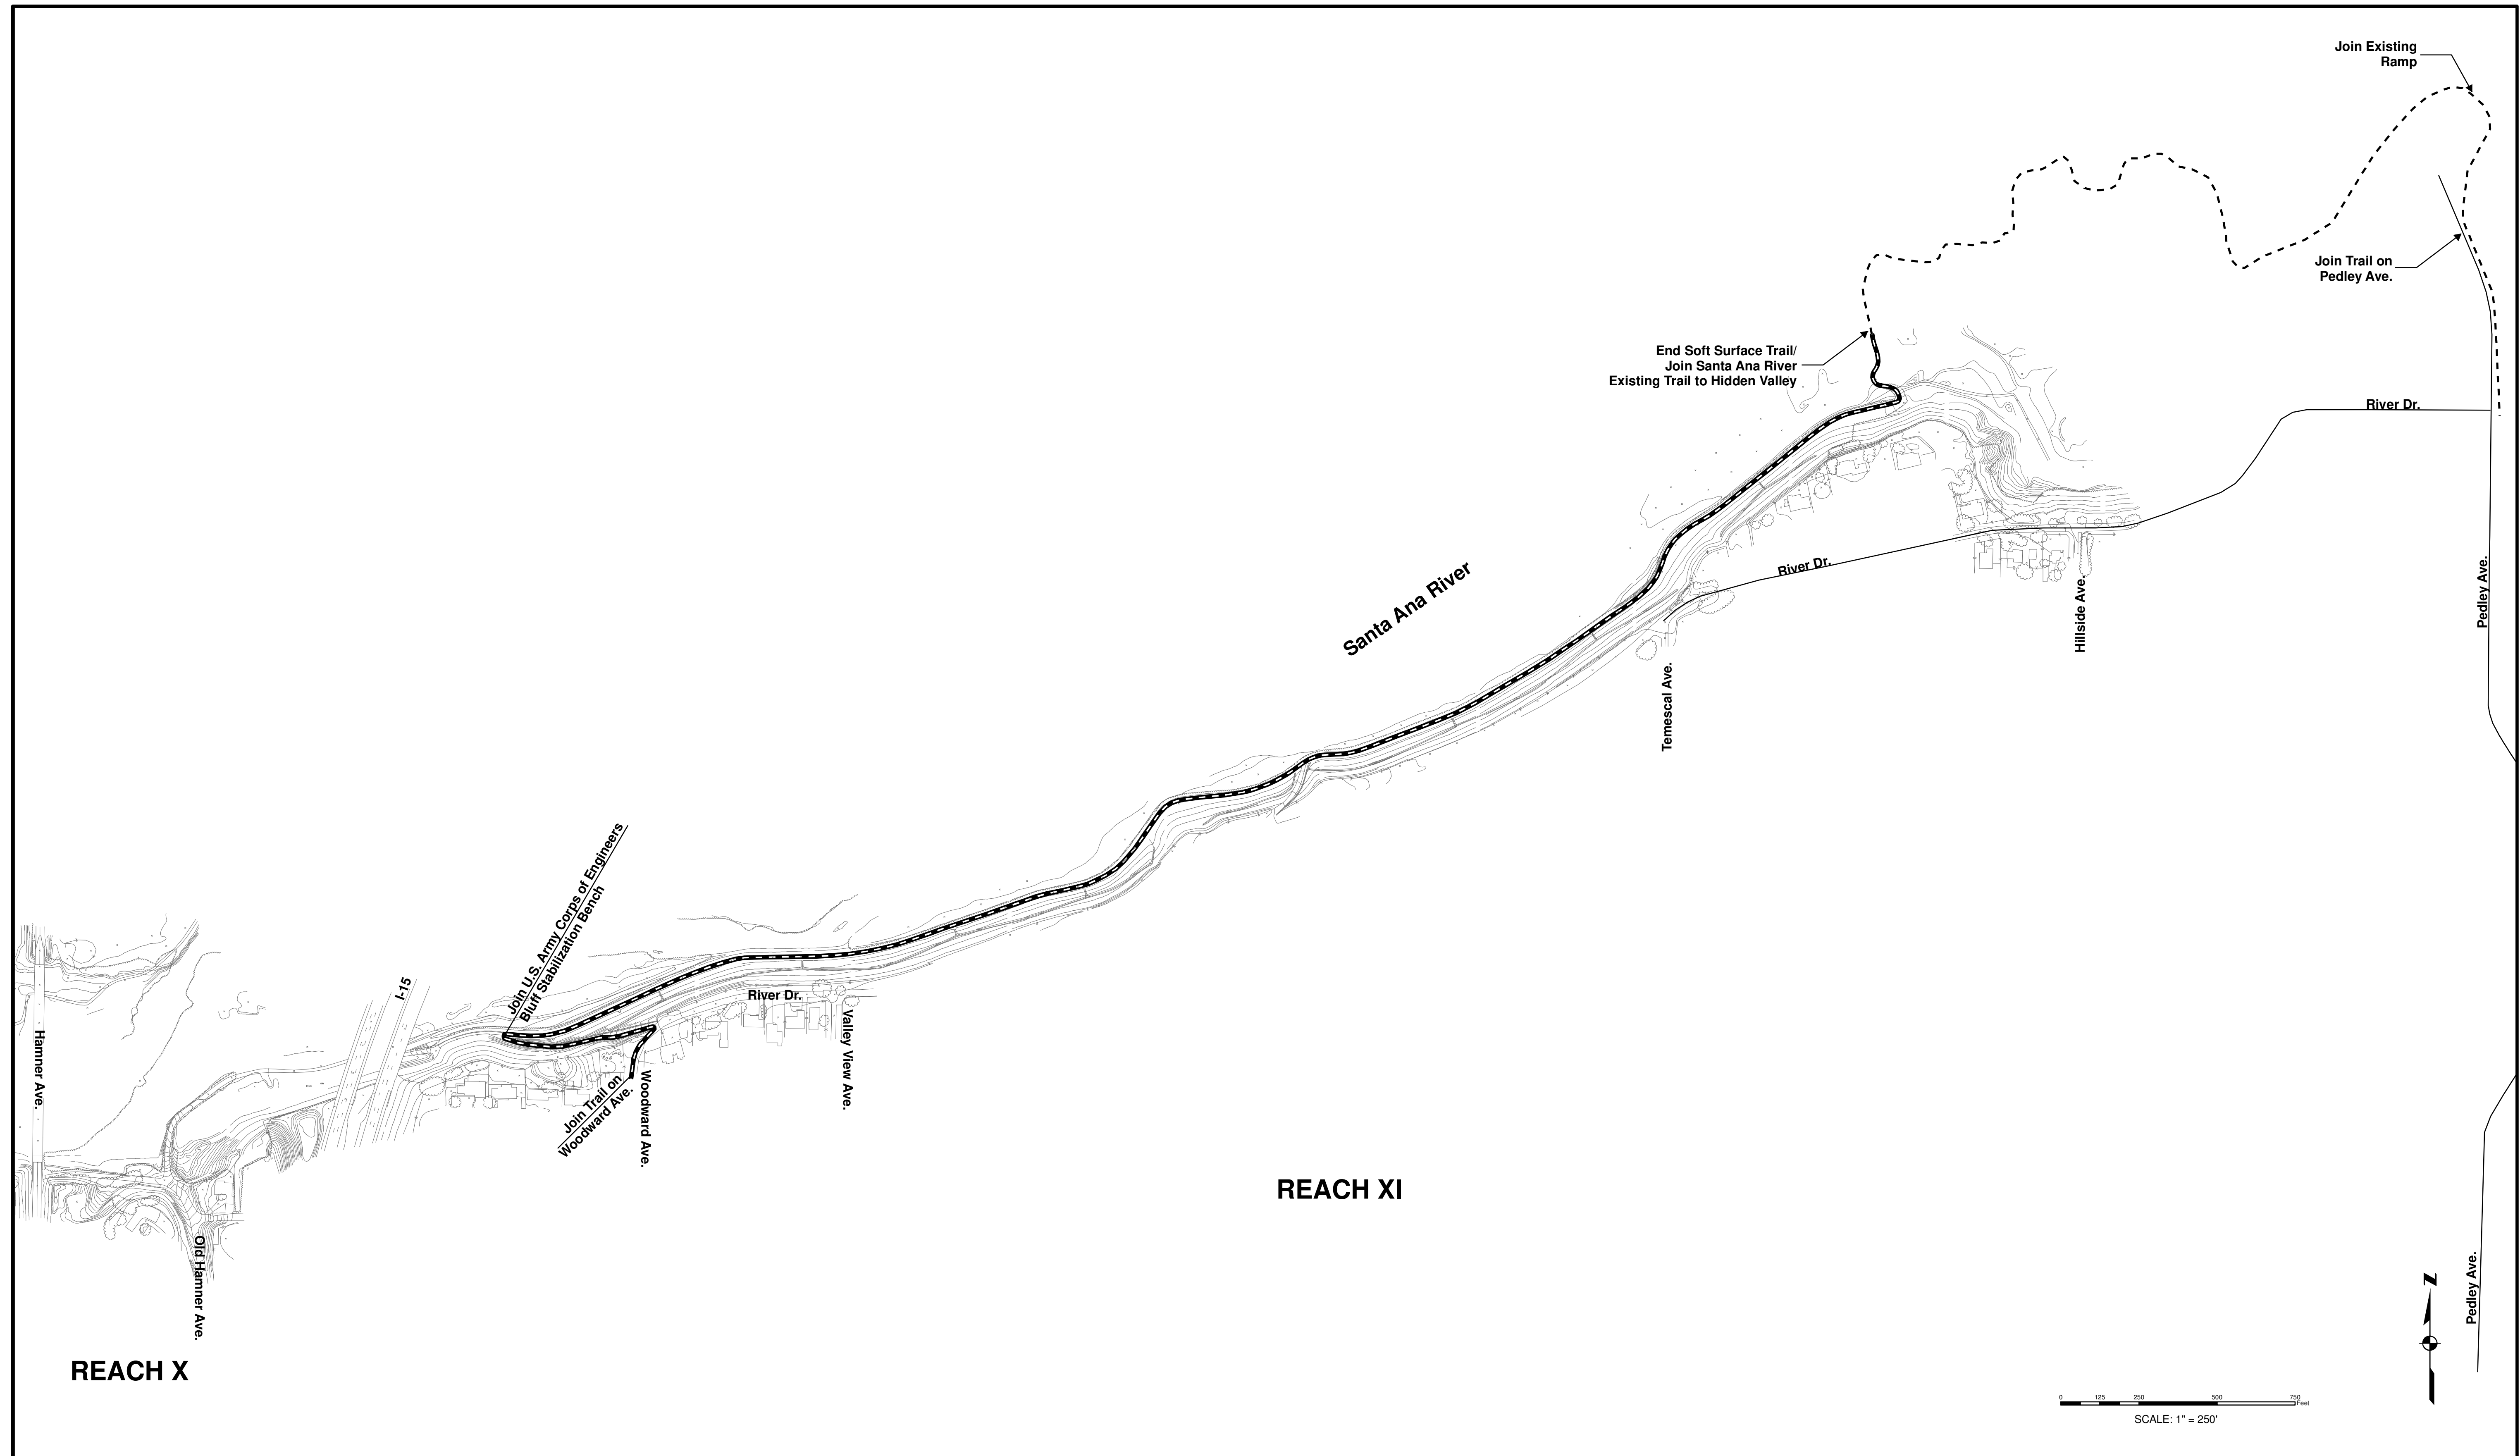 Join Existing
Ramp
Join Trail on
Pedley Ave.
End Soft Surface Trail/
Join Santa Ana River
Existing Trail to Hidden Valley
River Dr.
River Dr.
Pedley Ave.
Hillside Ave.
Santa Ana River
Temescal Ave.
Join U.S. Army Corps of Engineers
Bluff Stabilization Bench
I-15
River Dr.
Valley View Ave.
Hamner Ave.
Join Trail on
Woodward Ave.
Woodward Ave.
REACH XI
Old Hamner Ave.
Pedley Ave.
N
REACH X
0 125 250 500 750
Feet
SCALE: 1" = 250'